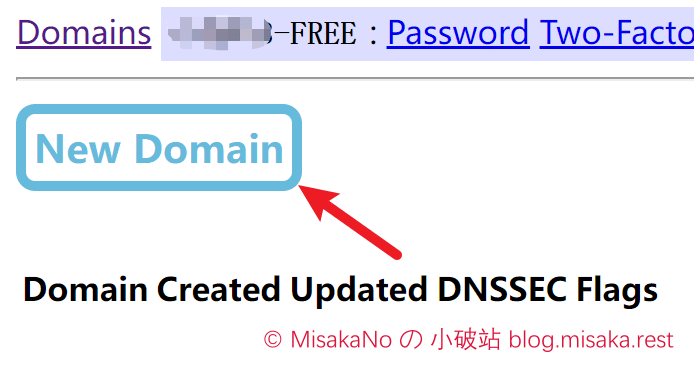 Domains -FREE : Password Two-Facto
New Domain
Domain Created Updated DNSSEC Flags
© MisakaNo の 小破站 blog.misaka.rest